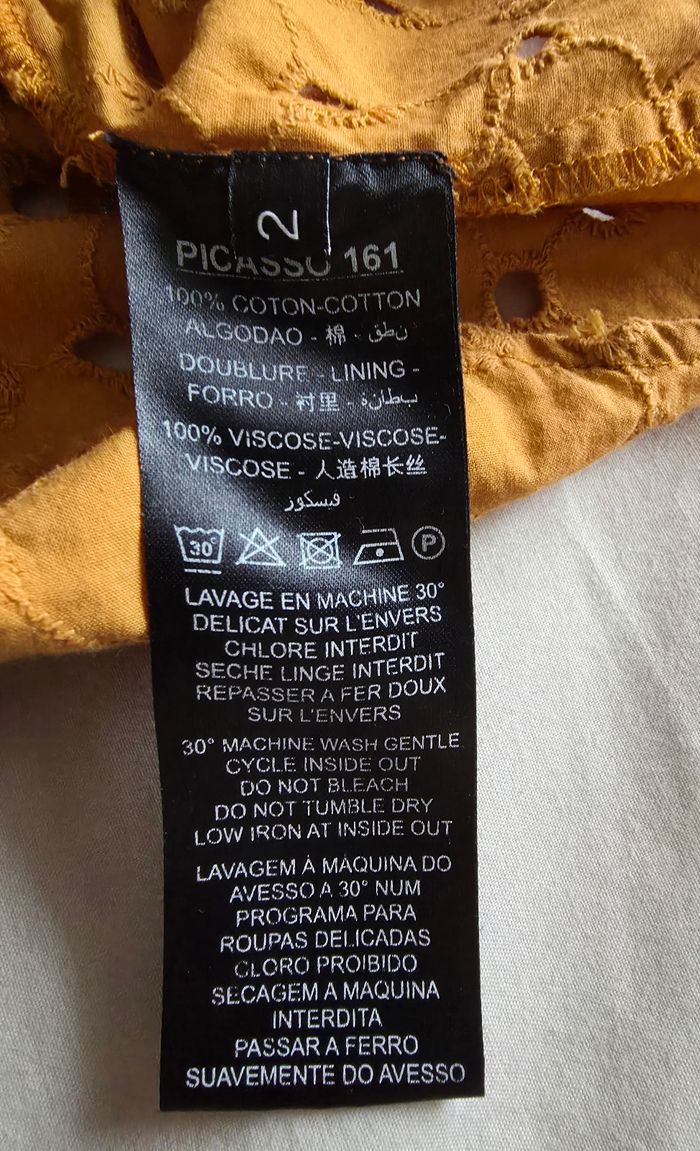 2
PICASSO 161
100% COTON-COTTON
ALGODAO - 棉 - نطق
DOUBLURE - LINING -
FORRO - 衬里 - بطانه
100% VISCOSE-VISCOSE-
VISCOSE - 人造棉长丝
فيسكوز
30°
P
LAVAGE EN MACHINE 30°
DELICAT SUR L'ENVERS
CHLORE INTERDIT
SECHE LINGE INTERDIT
REPASSER A FER DOUX
SUR L'ENVERS
30° MACHINE WASH GENTLE
CYCLE INSIDE OUT
DO NOT BLEACH
DO NOT TUMBLE DRY
LOW IRON AT INSIDE OUT
LAVAGEM À MÁQUINA DO
AVESSO A 30° NUM
PROGRAMA PARA
ROUPAS DELICADAS
CLORO PROIBIDO
SECAGEM A MAQUINA
INTERDITA
PASSAR A FERRO
SUAVEMENTE DO AVESSO